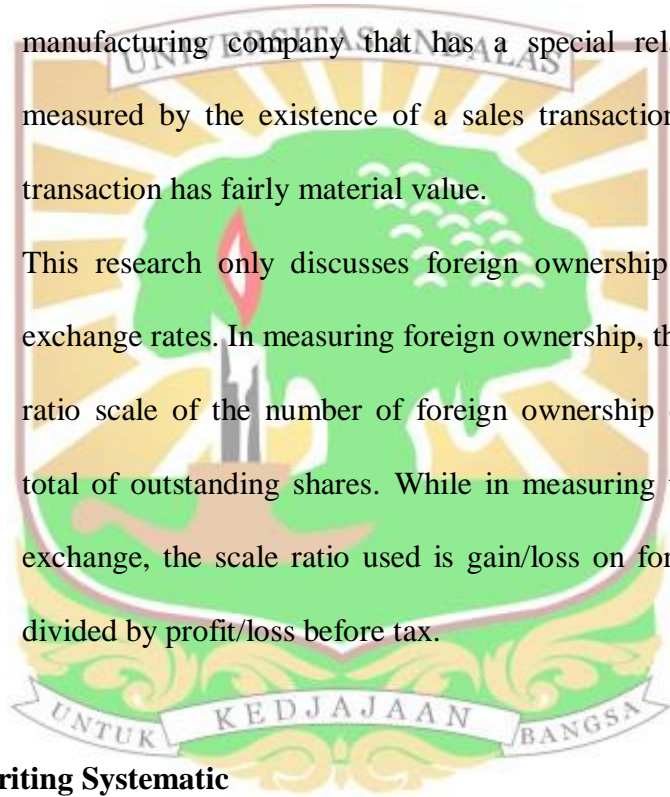 manufacturing company that has a special rel
UNIVERSITAS ANDALAS
measured by the existence of a sales transaction
transaction has fairly material value.
This research only discusses foreign ownership
exchange rates. In measuring foreign ownership, th
ratio scale of the number of foreign ownership
total of outstanding shares. While in measuring
exchange, the scale ratio used is gain/loss on for
divided by profit/loss before tax.
UNTUK KEDJAJAAN BANGSA
riting Systematic